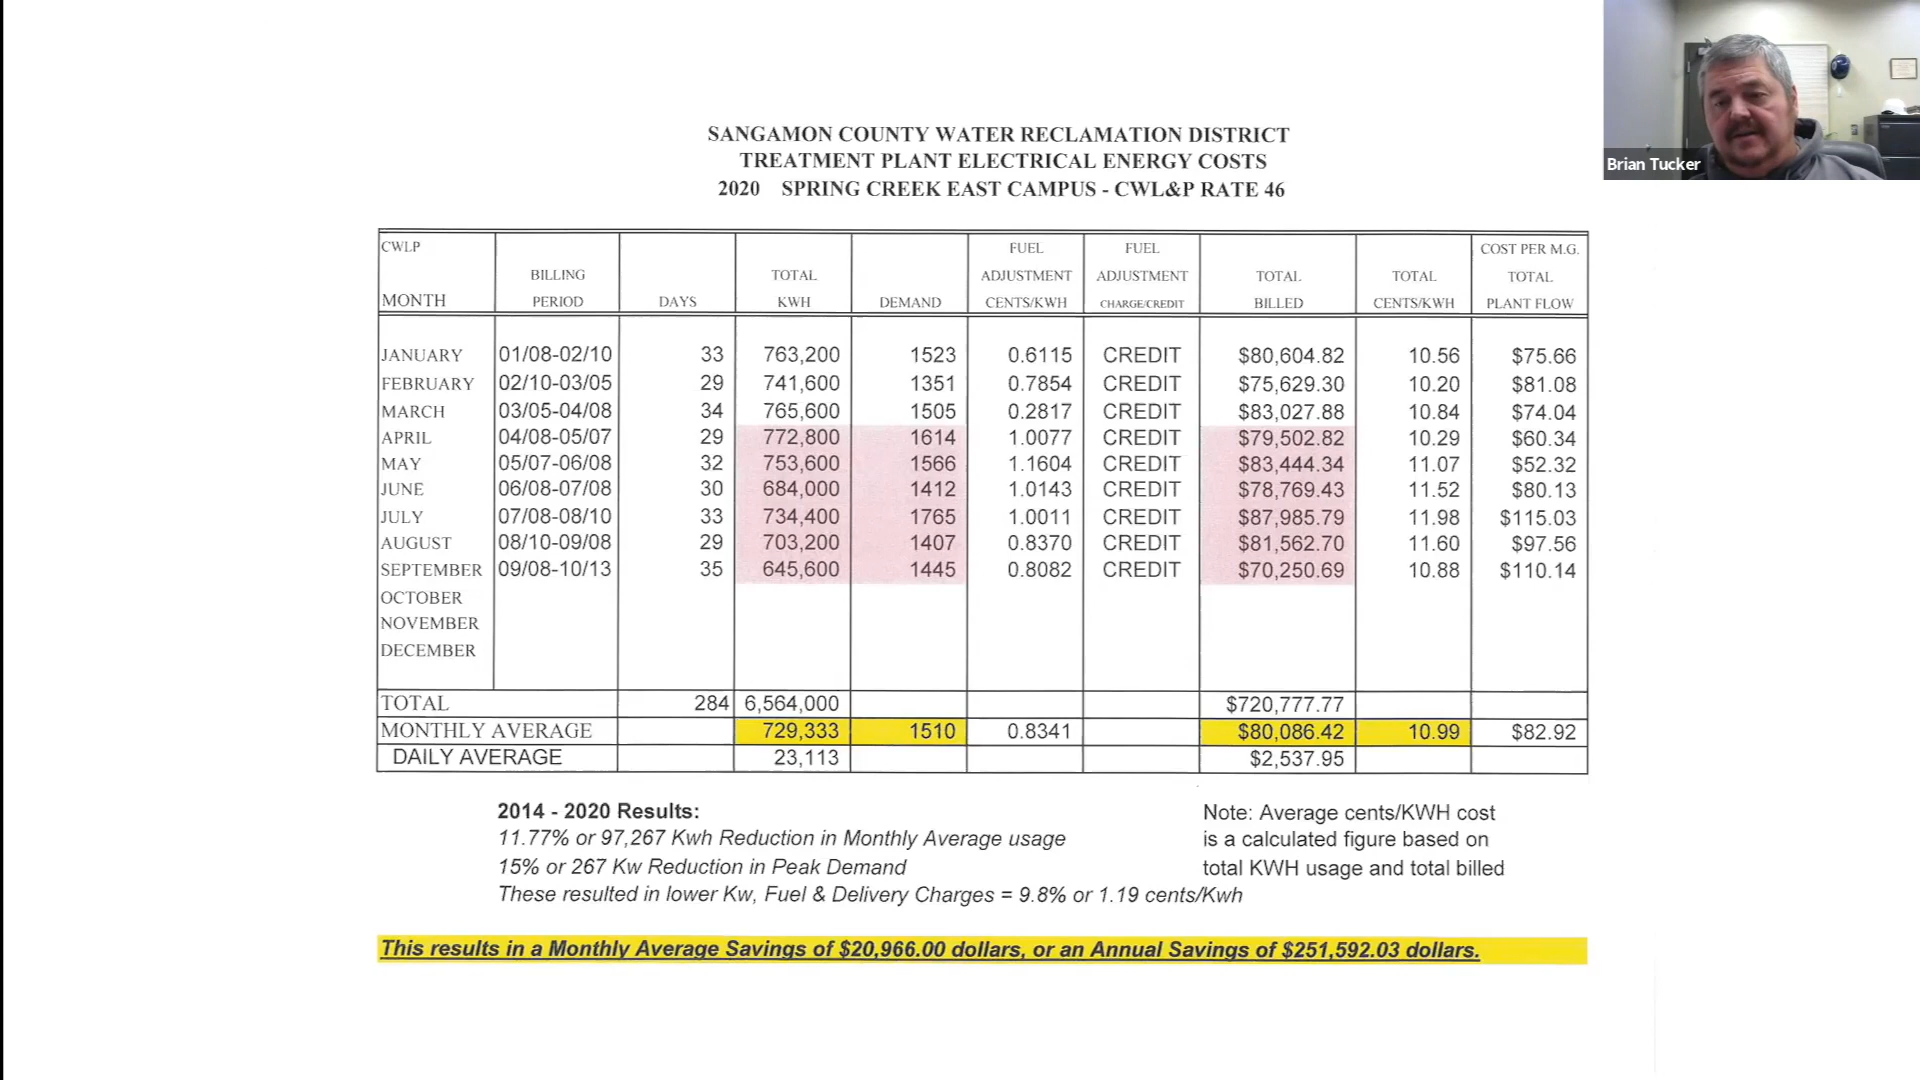 Brian Tucker
SANGAMON COUNTY WATER RECLAMATION DISTRICT
TREATMENT PLANT ELECTRICAL ENERGY COSTS
2020 SPRING CREEK EAST CAMPUS - CWL&P RATE 46
CWLP FUEL FUEL COST PER M.G.
BILLING TOTAL ADJUSTMENT ADJUSTMENT TOTAL TOTAL TOTAL
MONTH PERIOD DAYS KWH DEMAND CENTS/KWH CHARGE/CREDIT BILLED CENTS/KWH PLANT FLOW
JANUARY 01/08-02/10 33 763,200 1523 0.6115 CREDIT $80,604.82 10.56 $75.66
FEBRUARY 02/10-03/05 29 741,600 1351 0.7854 CREDIT $75,629.30 10.20 $81.08
MARCH 03/05-04/08 34 765,600 1505 0.2817 CREDIT $83,027.88 10.84 $74.04
APRIL 04/08-05/07 29 772,800 1614 1.0077 CREDIT $79,502.82 10.29 $60.34
MAY 05/07-06/08 32 753,600 1566 1.1604 CREDIT $83,444.34 11.07 $52.32
JUNE 06/08-07/08 30 684,000 1412 1.0143 CREDIT $78,769.43 11.52 $80.13
JULY 07/08-08/10 33 734,400 1765 1.0011 CREDIT $87,985.79 11.98 $115.03
AUGUST 08/10-09/08 29 703,200 1407 0.8370 CREDIT $81,562.70 11.60 $97.56
SEPTEMBER 09/08-10/13 35 645,600 1445 0.8082 CREDIT $70,250.69 10.88 $110.14
OCTOBER
NOVEMBER
DECEMBER
TOTAL 284 6,564,000 $720,777.77
MONTHLY AVERAGE 729,333 1510 0.8341 $80,086.42 10.99 $82.92
DAILY AVERAGE 23,113 $2,537.95
2014 - 2020 Results:
11.77% or 97,267 Kwh Reduction in Monthly Average usage
15% or 267 Kw Reduction in Peak Demand
These resulted in lower Kw, Fuel & Delivery Charges = 9.8% or 1.19 cents/Kwh
Note: Average cents/KWH cost
is a calculated figure based on
total KWH usage and total billed
This results in a Monthly Average Savings of $20,966.00 dollars, or an Annual Savings of $251,592.03 dollars.